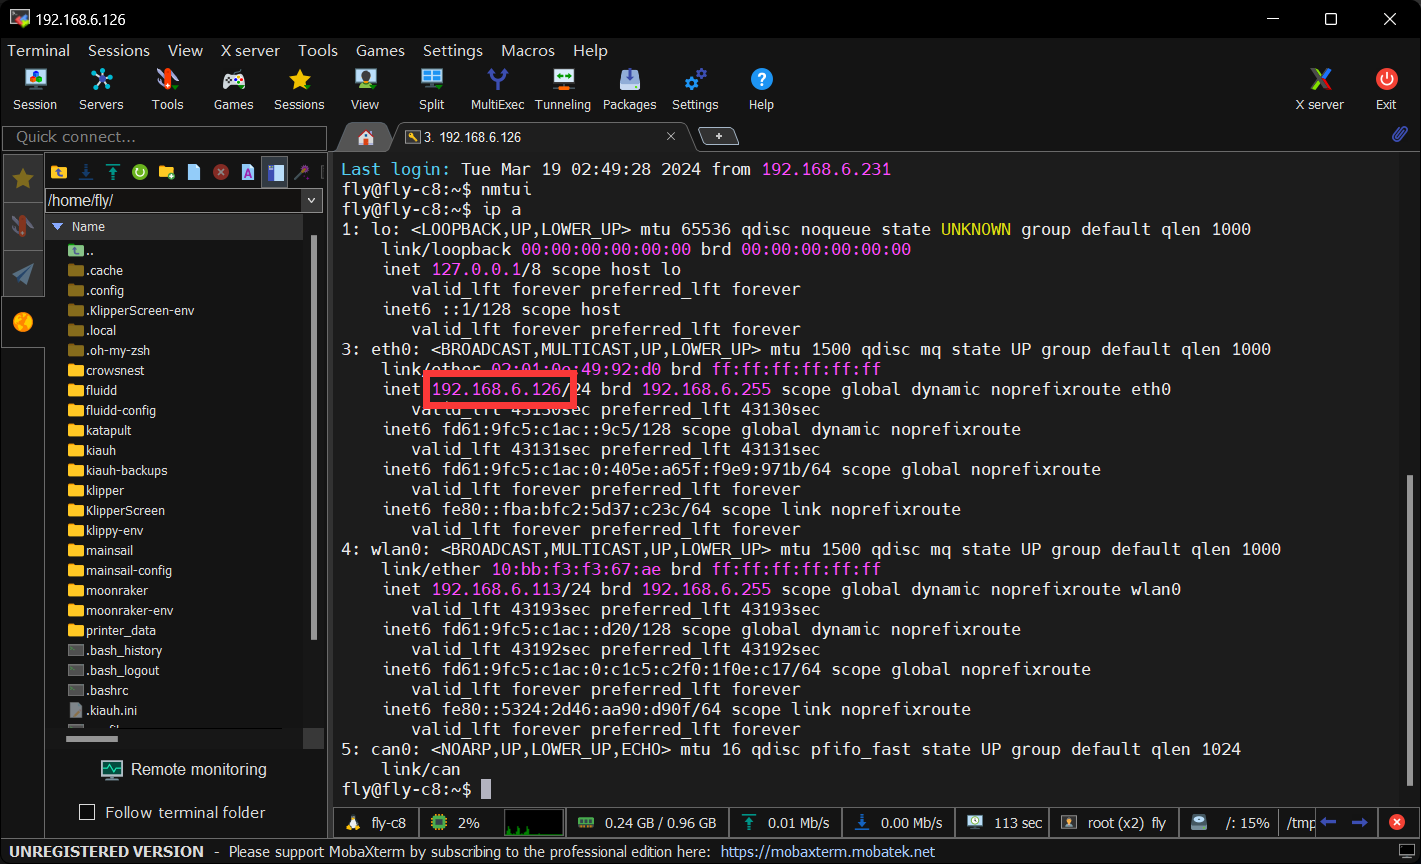 192.168.6.126
Terminal Sessions View X server Tools Games Settings Macros Help
Session Servers Tools Games Sessions View Split MultiExec Tunneling Packages Settings Help X server Exit
Quick connect...
3. 192.168.6.126
/home/fly/
Name
..
.cache
.config
.KlipperScreen-env
.local
.oh-my-zsh
crowsnest
fluidd
fluidd-config
katapult
kiauh
kiauh-backups
klipper
KlipperScreen
klippy-env
mainsail
mainsail-config
moonraker
moonraker-env
printer_data
.bash_history
.bash_logout
.bashrc
.kiauh.ini
Remote monitoring
Follow terminal folder
Last login: Tue Mar 19 02:49:28 2024 from 192.168.6.231
fly@fly-c8:~$ nmtui
fly@fly-c8:~$ ip a
1: lo: <LOOPBACK,UP,LOWER_UP> mtu 65536 qdisc noqueue state UNKNOWN group default qlen 1000
link/loopback 00:00:00:00:00:00 brd 00:00:00:00:00:00
inet 127.0.0.1/8 scope host lo
valid_lft forever preferred_lft forever
inet6 ::1/128 scope host
valid_lft forever preferred_lft forever
3: eth0: <BROADCAST,MULTICAST,UP,LOWER_UP> mtu 1500 qdisc mq state UP group default qlen 1000
link/ether 02:01:0e:49:92:d0 brd ff:ff:ff:ff:ff:ff
inet 192.168.6.126/24 brd 192.168.6.255 scope global dynamic noprefixroute eth0
valid_lft 43130sec preferred_lft 43130sec
inet6 fd61:9fc5:c1ac::9c5/128 scope global dynamic noprefixroute
valid_lft 43131sec preferred_lft 43131sec
inet6 fd61:9fc5:c1ac:0:405e:a65f:f9e9:971b/64 scope global noprefixroute
valid_lft forever preferred_lft forever
inet6 fe80::fba:bfc2:5d37:c23c/64 scope link noprefixroute
valid_lft forever preferred_lft forever
4: wlan0: <BROADCAST,MULTICAST,UP,LOWER_UP> mtu 1500 qdisc mq state UP group default qlen 1000
link/ether 10:bb:f3:f3:67:ae brd ff:ff:ff:ff:ff:ff
inet 192.168.6.113/24 brd 192.168.6.255 scope global dynamic noprefixroute wlan0
valid_lft 43193sec preferred_lft 43193sec
inet6 fd61:9fc5:c1ac::d20/128 scope global dynamic noprefixroute
valid_lft 43192sec preferred_lft 43192sec
inet6 fd61:9fc5:c1ac:0:c1c5:c2f0:1f0e:c17/64 scope global noprefixroute
valid_lft forever preferred_lft forever
inet6 fe80::5324:2d46:aa90:d90f/64 scope link noprefixroute
valid_lft forever preferred_lft forever
5: can0: <NOARP,UP,LOWER_UP,ECHO> mtu 16 qdisc pfifo_fast state UP group default qlen 1024
link/can
fly@fly-c8:~$
fly-c8 2% 0.24 GB / 0.96 GB 0.01 Mb/s 0.00 Mb/s 113 sec root (x2) fly /: 15% /tmp
UNREGISTERED VERSION - Please support MobaXterm by subscribing to the professional edition here: https://mobaxterm.mobatek.net